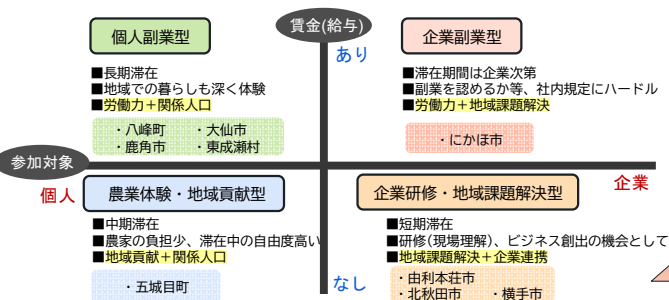 賃金(給与)
あり
個人副業型
■長期滞在
■地域での暮らしも深く体験
■労働力+関係人口
・八峰町 ・大仙市
・鹿角市 ・東成瀬村
企業副業型
■滞在期間は企業次第
■副業を認めるか等、社内規定にハードル
■労働力+地域課題解決
・にかほ市
参加対象
個人
企業
農業体験・地域貢献型
■中期滞在
■農家の負担少、滞在中の自由度高い
■地域貢献+関係人口
・五城目町
企業研修・地域課題解決型
■短期滞在
■研修(現場理解)、ビジネス創出の機会として
■地域課題解決+企業連携
・由利本荘市
・北秋田市 ・横手市
なし